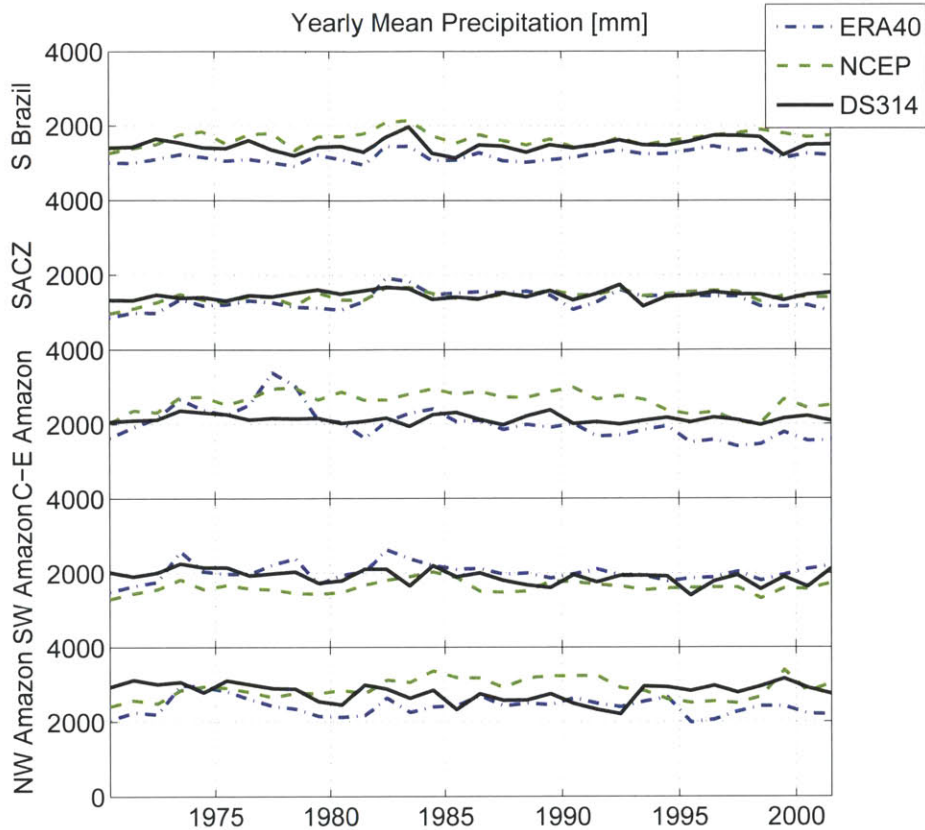 Yearly Mean Precipitation [mm]
ERA40
NCEP
DS314
4000
2000
S Brazil
4000
2000
SACZ
4000
2000
C-E Amazon
4000
2000
SW Amazon
4000
2000
NW Amazon
0
1975 1980 1985 1990 1995 2000